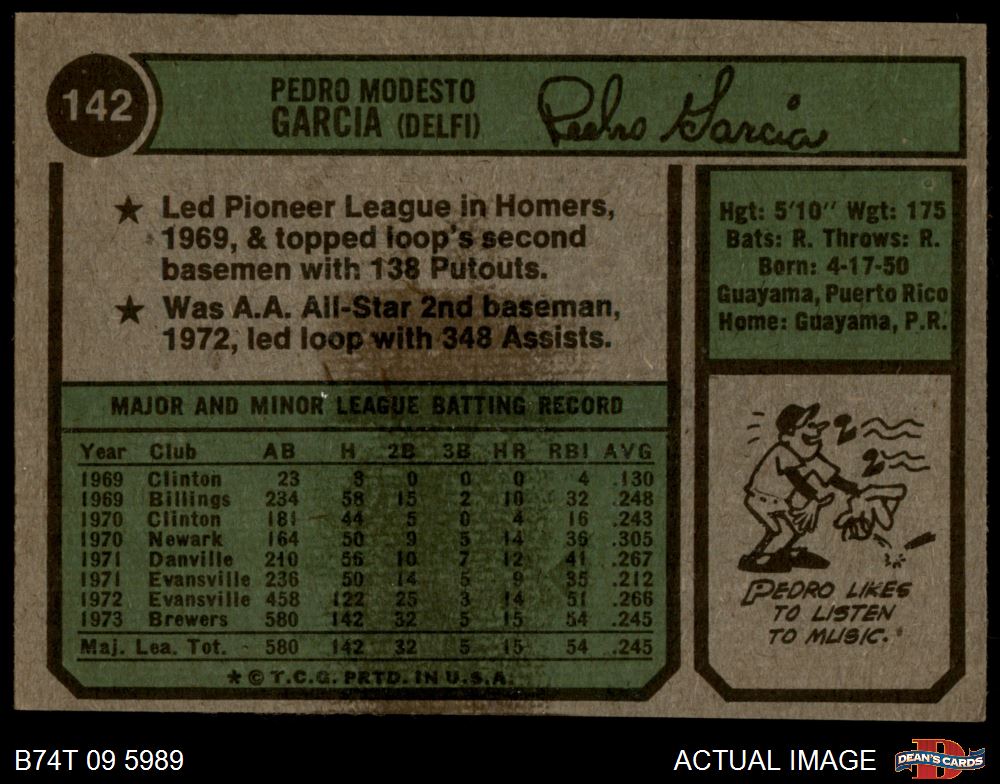 142
PEDRO MODESTO
GARCIA (DELFI)
Pedro Garcia
★ Led Pioneer League in Homers,
1969, & topped loop's second
basemen with 138 Putouts.
★ Was A.A. All-Star 2nd baseman,
1972, led loop with 348 Assists.
Hgt: 5'10" Wgt: 175
Bats: R. Throws: R.
Born: 4-17-50
Guayama, Puerto Rico
Home: Guayama, P.R.
MAJOR AND MINOR LEAGUE BATTING RECORD
Year Club AB H 2B 3B HR RBI AVG
1969 Clinton 23 3 0 0 0 4 .130
1969 Billings 234 58 15 2 10 32 .248
1970 Clinton 181 44 5 0 4 16 .243
1970 Newark 164 50 9 5 14 36 .305
1971 Danville 210 56 10 7 12 41 .267
1971 Evansville 236 50 14 5 9 35 .212
1972 Evansville 458 122 25 3 14 51 .266
1973 Brewers 580 142 32 5 15 54 .245
Maj. Lea. Tot. 580 142 32 5 15 54 .245
* © T.C.G. PRTD. IN U.S.A.
PEDRO LIKES
TO LISTEN
TO MUSIC.
B74T 09 5989
ACTUAL IMAGE
DEAN'S CARDS